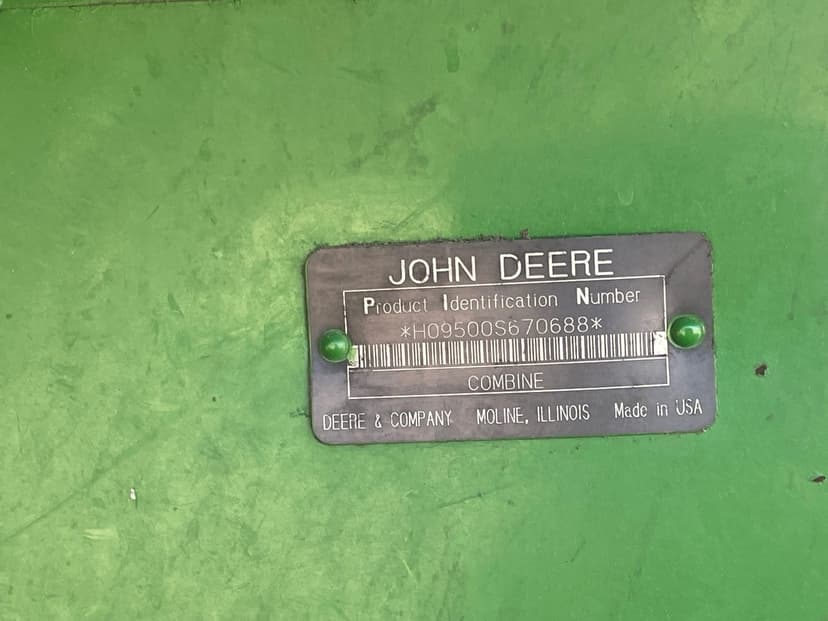 JOHN DEERE
Product Identification Number
*H09500S670688*
COMBINE
DEERE & COMPANY MOLINE, ILLINOIS Made in USA